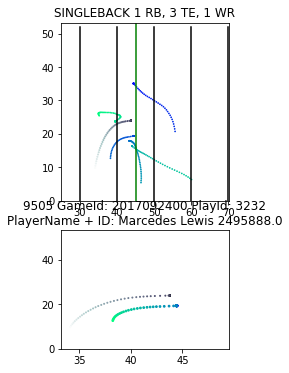 SINGLEBACK 1 RB, 3 TE, 1 WR
50
40
30
20
10
0
30 40 50 60 70
9509 GameId: 2017092400 PlayId: 3232
PlayerName + ID: Marcedes Lewis 2495888.0
40
20
0
35 40 45